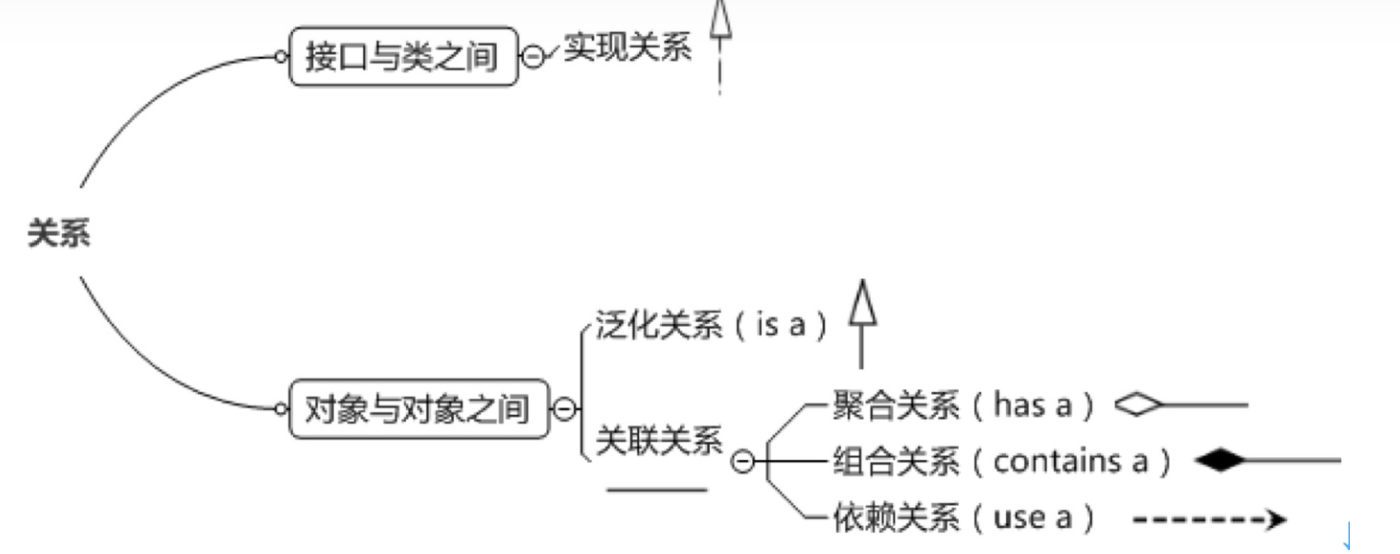 接口与类之间
实现关系
关系
泛化关系（is a）
对象与对象之间
关联关系
聚合关系（has a）
组合关系（contains a）
依赖关系（use a）